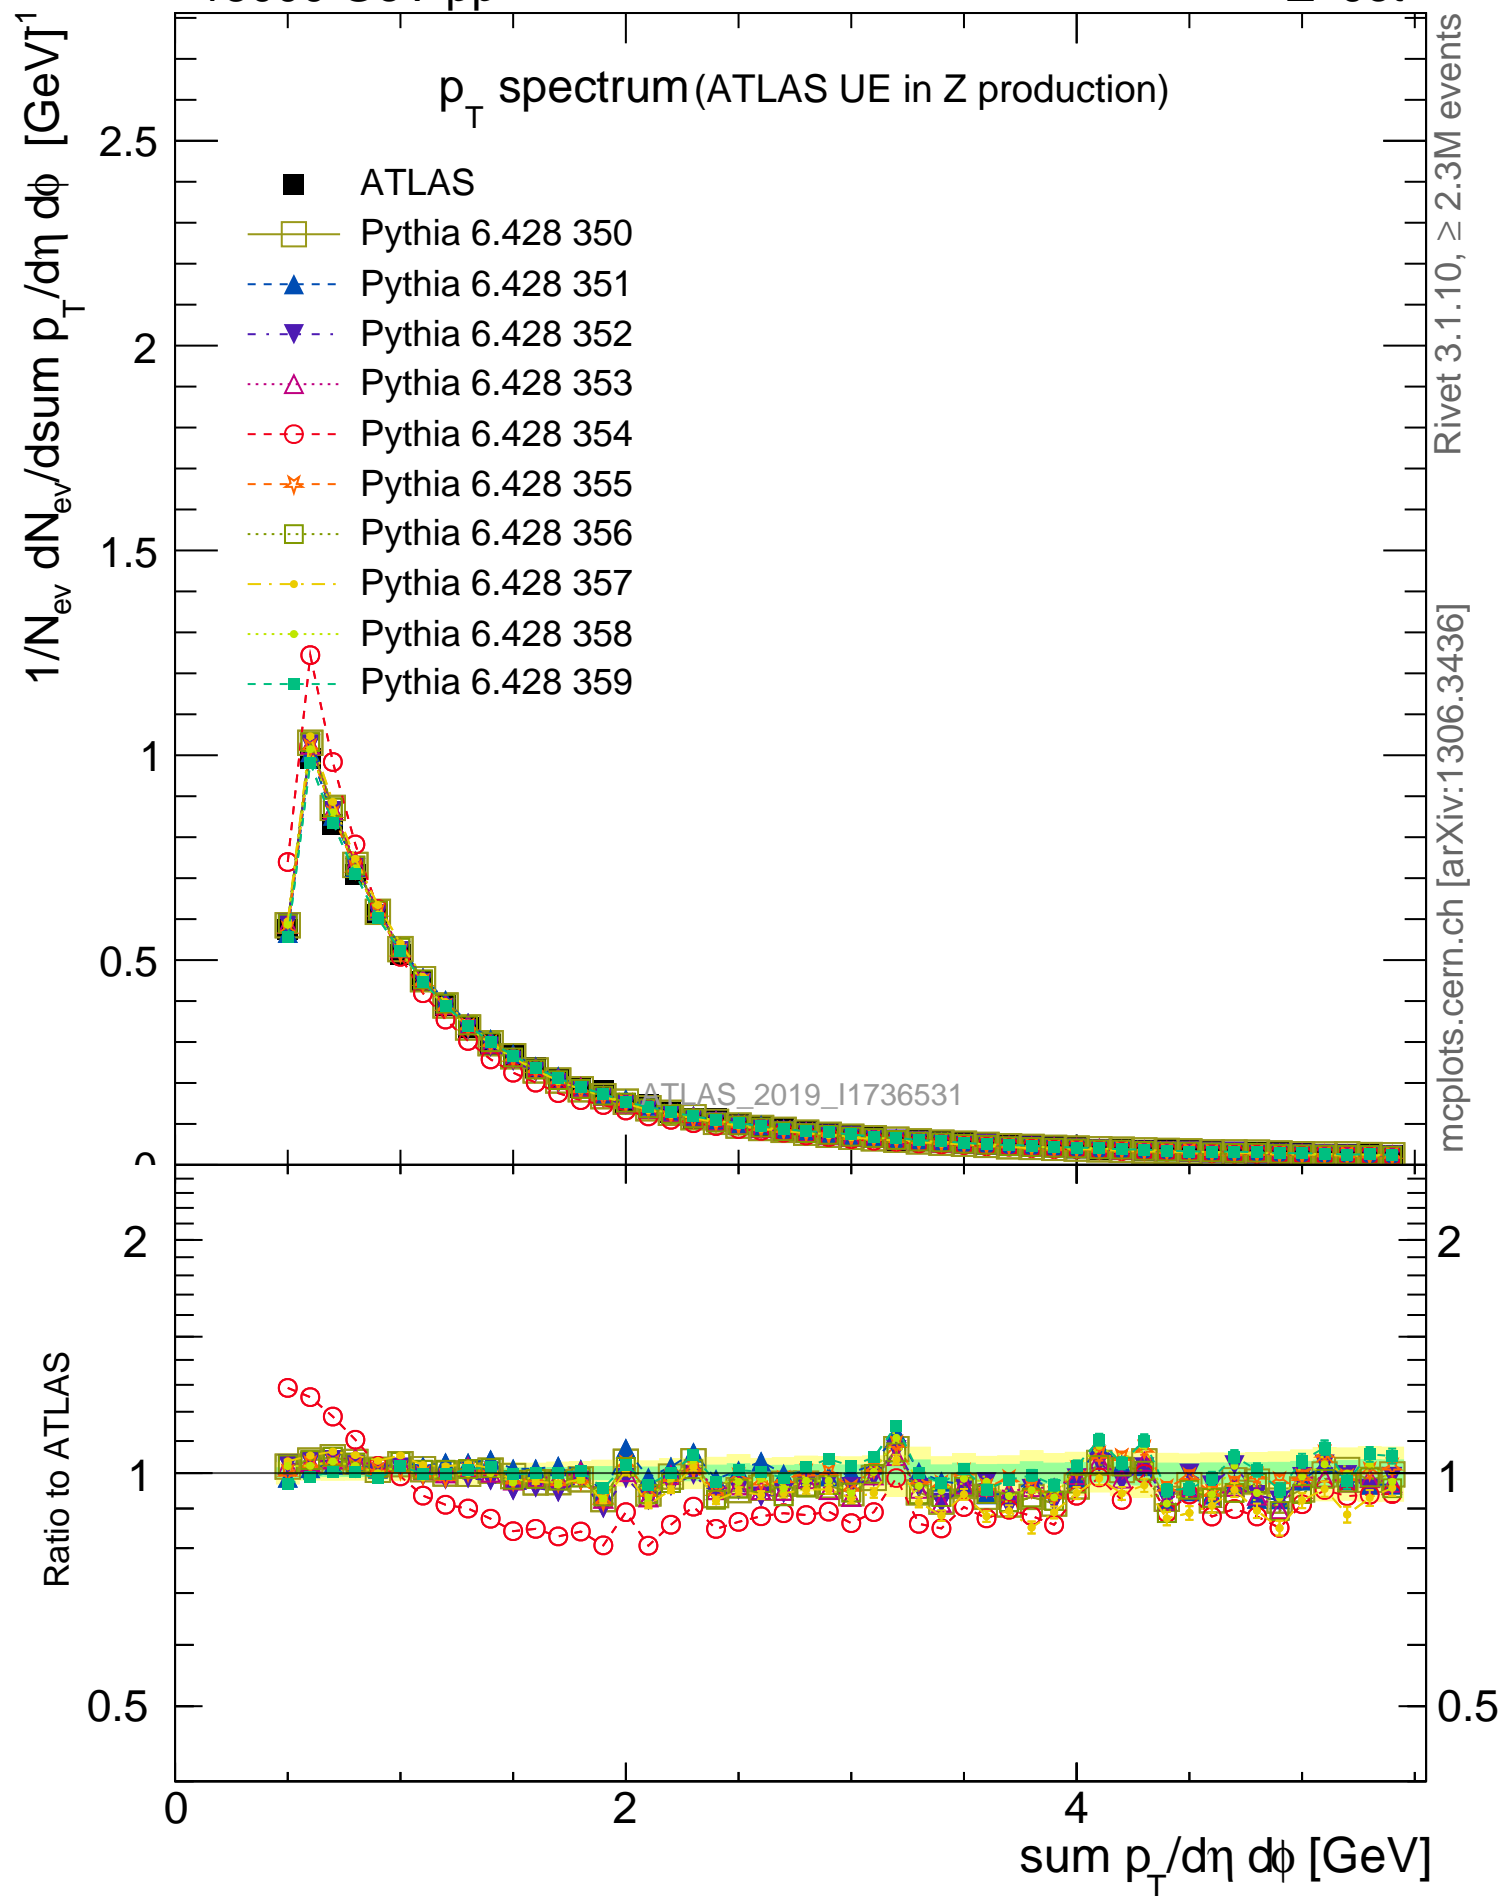 p_T spectrum (ATLAS UE in Z production)
1/N_ev dN_ev/dsum p_T/dη dϕ [GeV]^-1
ATLAS
Pythia 6.428 350
Pythia 6.428 351
Pythia 6.428 352
Pythia 6.428 353
Pythia 6.428 354
Pythia 6.428 355
Pythia 6.428 356
Pythia 6.428 357
Pythia 6.428 358
Pythia 6.428 359
2.5
2
1.5
1
0.5
0
ATLAS_2019_I1736531
Rivet 3.1.10, ≥ 2.3M events
mcplots.cern.ch [arXiv:1306.3436]
Ratio to ATLAS
2
1
0.5
2
1
0.5
0
2
4
sum p_T/dη dϕ [GeV]